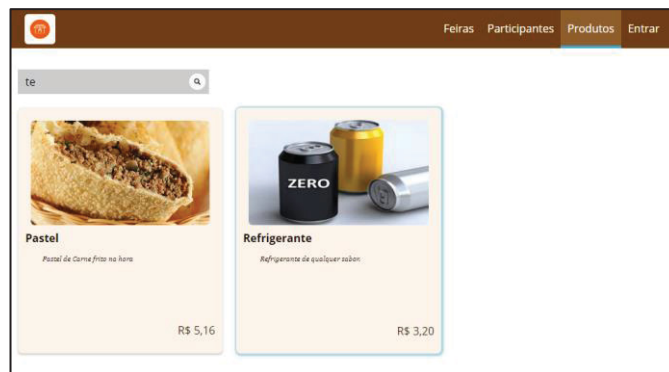 Feiras Participantes Produtos Entrar
te
ZERO
Pastel
Pastel de Carne frito na hora
R$ 5,16
Refrigerante
Refrigerante de qualquer sabor.
R$ 3,20